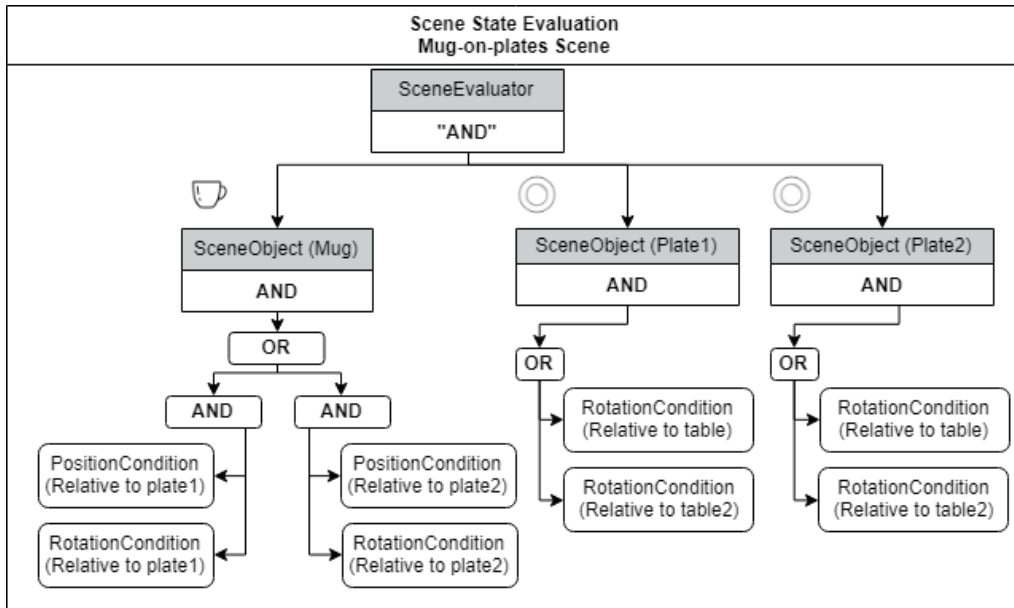 Scene State Evaluation
Mug-on-plates Scene
SceneEvaluator
"AND"
SceneObject (Mug)
AND
OR
AND
AND
PositionCondition
(Relative to plate1)
RotationCondition
(Relative to plate1)
PositionCondition
(Relative to plate2)
RotationCondition
(Relative to plate2)
SceneObject (Plate1)
AND
OR
RotationCondition
(Relative to table)
RotationCondition
(Relative to table2)
SceneObject (Plate2)
AND
OR
RotationCondition
(Relative to table)
RotationCondition
(Relative to table2)